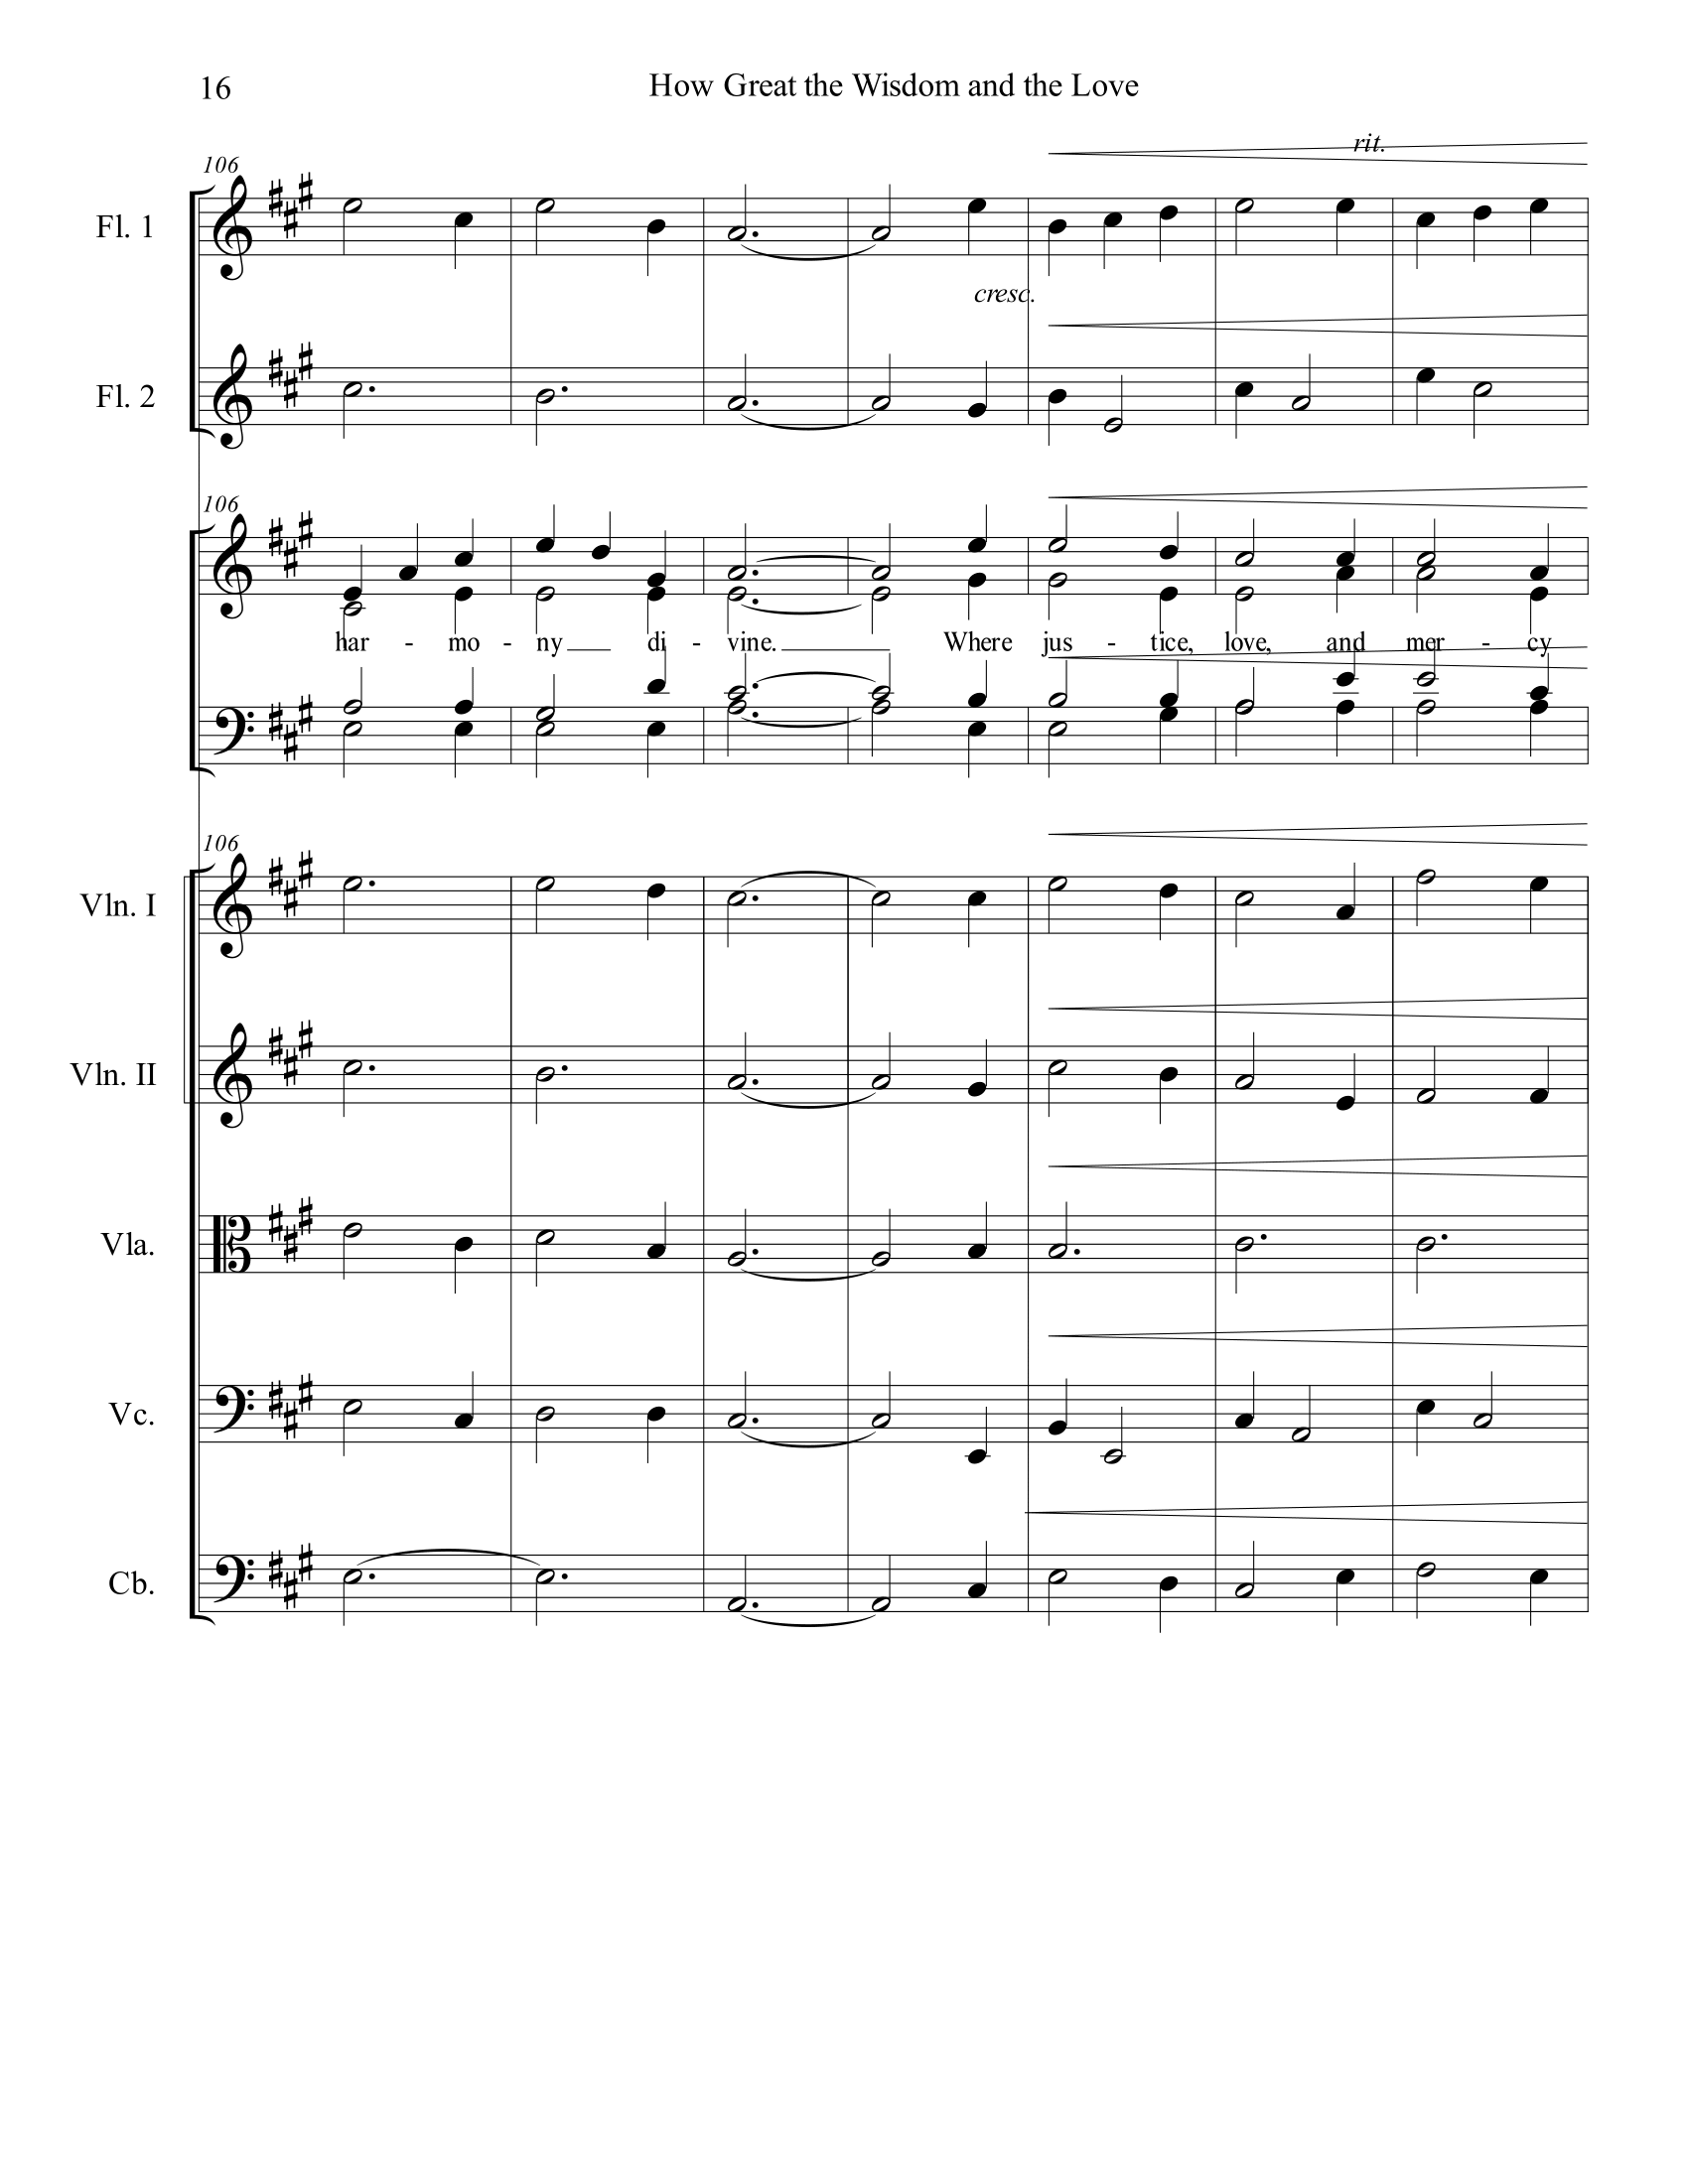 16
How Great the Wisdom and the Love
rit.
106
Fl. 1
cresc.
Fl. 2
106
har - mo - ny di - vine. Where jus - tice, love, and mer - cy
106
Vln. I
Vln. II
Vla.
Vc.
Cb.